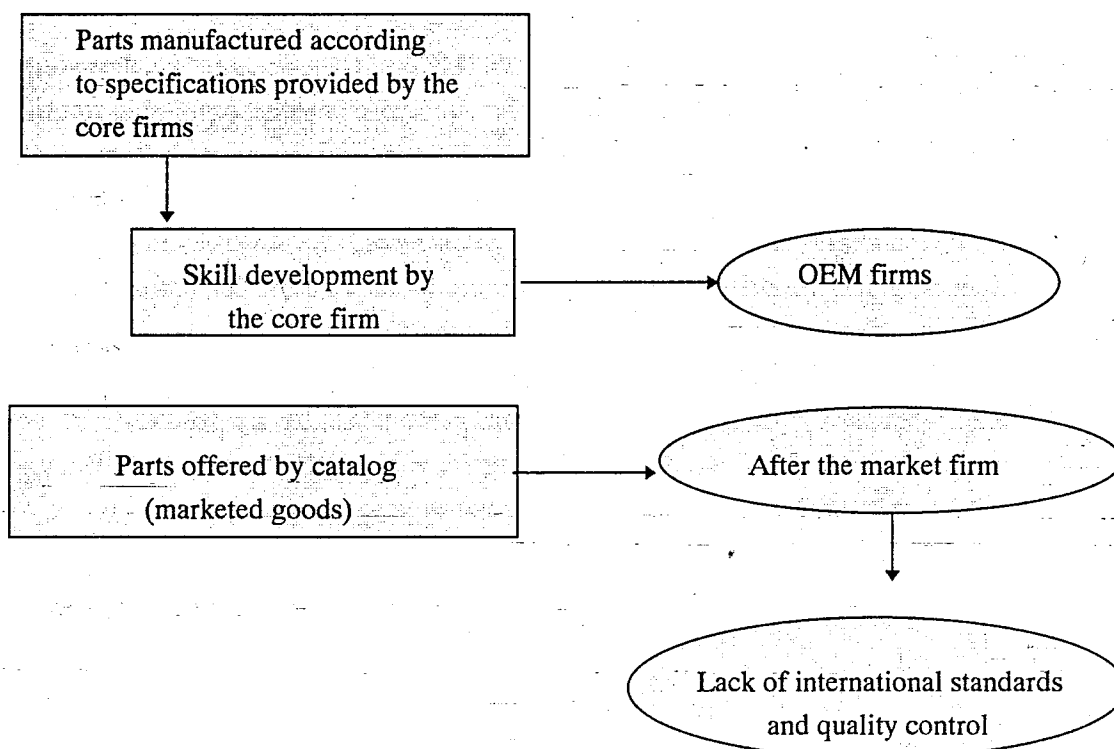 Parts manufactured according
to specifications provided by the
core firms
Skill development by
the core firm
OEM firms
Parts offered by catalog
(marketed goods)
After the market firm
Lack of international standards
and quality control